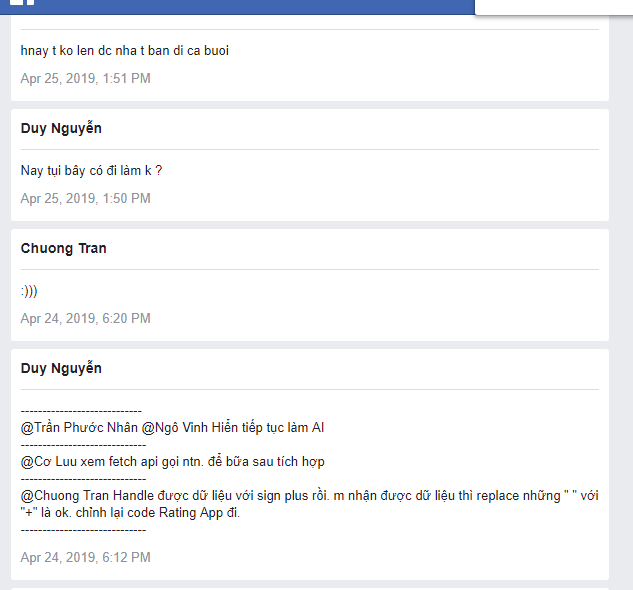 hnay t ko len dc nha t ban di ca buoi
Apr 25, 2019, 1:51 PM
Duy Nguyễn
Nay tụi bây có đi làm k ?
Apr 25, 2019, 1:50 PM
Chuong Tran
:)))
Apr 24, 2019, 6:20 PM
Duy Nguyễn
----------------------------
@Trần Phước Nhân @Ngô Vinh Hiển tiếp tục làm AI
-----------------------------
@Cơ Luu xem fetch api gọi ntn. để bữa sau tích hợp
-----------------------------
@Chuong Tran Handle được dữ liệu với sign plus rồi. m nhận được dữ liệu thì replace những " " với
"+" là ok. chỉnh lại code Rating App đi.
-----------------------------
Apr 24, 2019, 6:12 PM